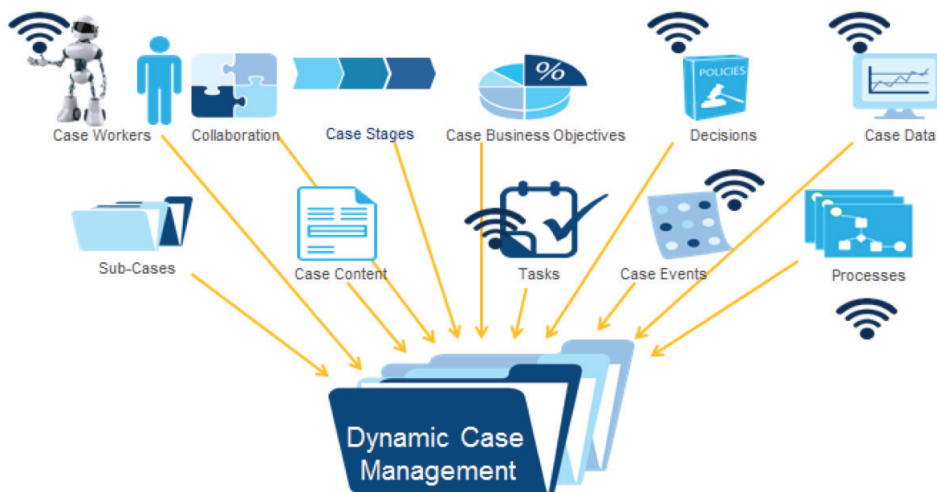 %
POLICIES
Case Workers
Collaboration
Case Stages
Case Business Objectives
Decisions
Case Data
Sub-Cases
Case Content
Tasks
Case Events
Processes
Dynamic Case
Management